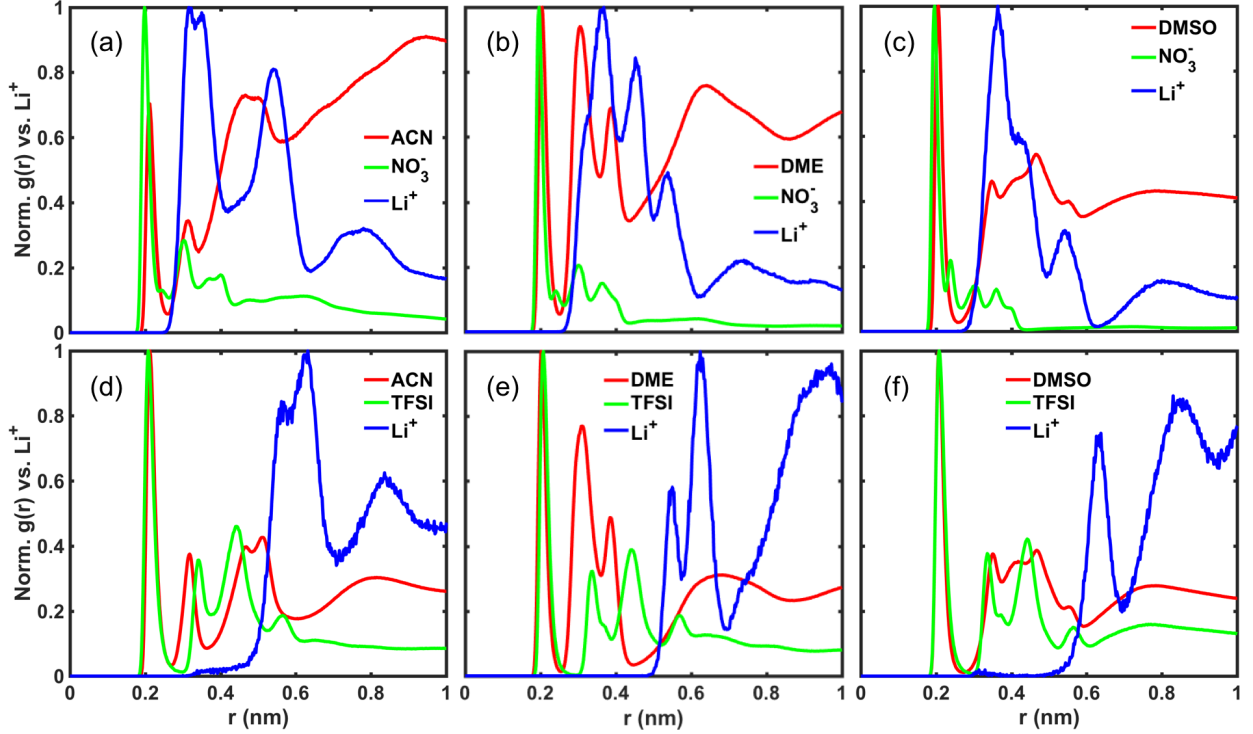 (a)
ACN
NO₃⁻
Li⁺
(b)
DME
NO₃⁻
Li⁺
(c)
DMSO
NO₃⁻
Li⁺
Norm. g(r) vs. Li⁺
1
0.8
0.6
0.4
0.2
0
(d)
ACN
TFSI
Li⁺
(e)
DME
TFSI
Li⁺
(f)
DMSO
TFSI
Li⁺
Norm. g(r) vs. Li⁺
1
0.8
0.6
0.4
0.2
0
0 0.2 0.4 0.6 0.8 1
0.2 0.4 0.6 0.8 1
0.2 0.4 0.6 0.8 1
r (nm)
r (nm)
r (nm)